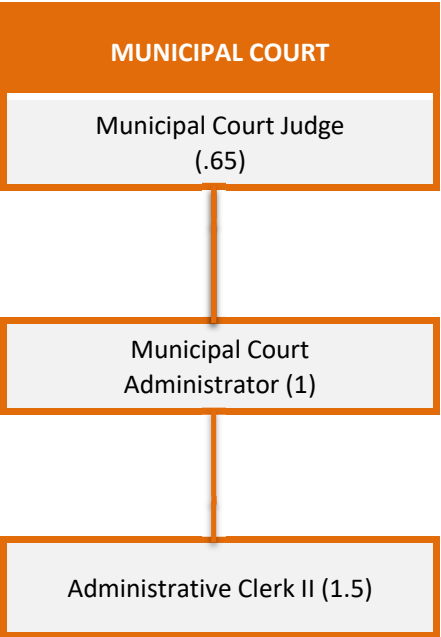 MUNICIPAL COURT
Municipal Court Judge
(.65)
Municipal Court
Administrator (1)
Administrative Clerk II (1.5)